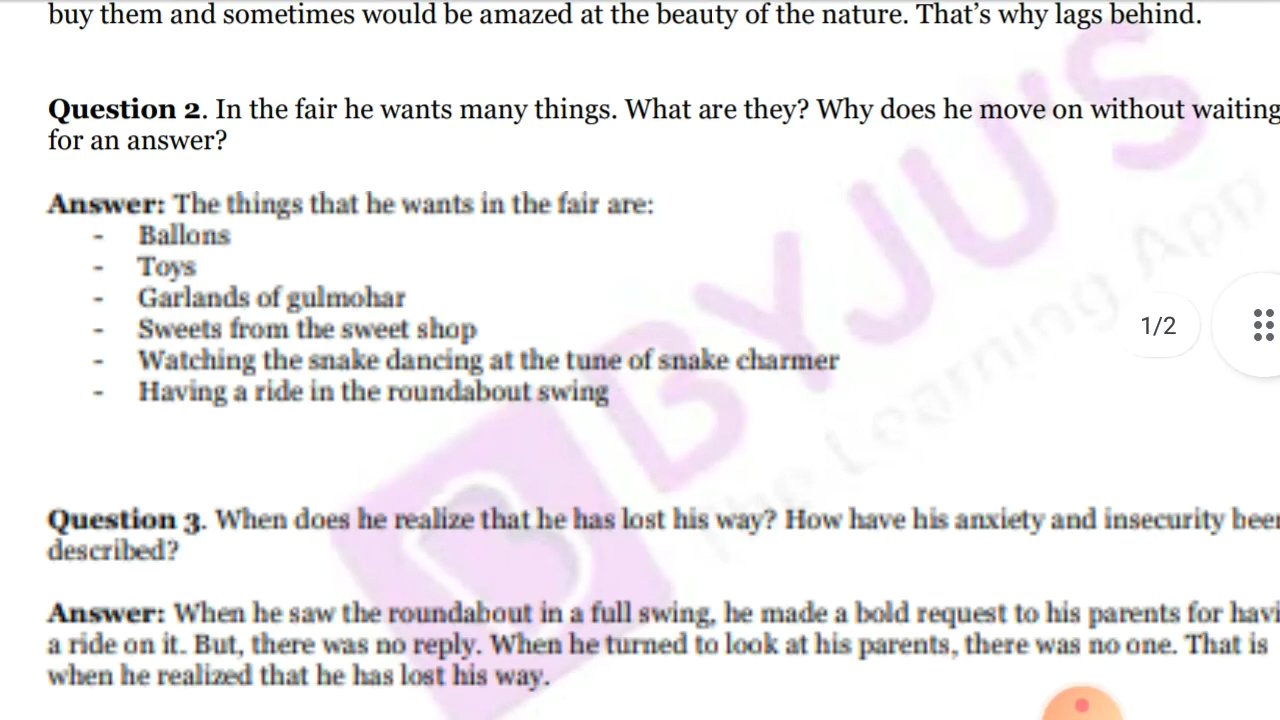 buy them and sometimes would be amazed at the beauty of the nature. That's why lags behind.
Question 2. In the fair he wants many things. What are they? Why does he move on without waiting
for an answer?
Answer: The things that he wants in the fair are:
- Ballons
- Toys
- Garlands of gulmohar
- Sweets from the sweet shop
- Watching the snake dancing at the tune of snake charmer
- Having a ride in the roundabout swing
1/2
Question 3. When does he realize that he has lost his way? How have his anxiety and insecurity been
described?
Answer: When he saw the roundabout in a full swing, he made a bold request to his parents for havi
a ride on it. But, there was no reply. When he turned to look at his parents, there was no one. That is
when he realized that he has lost his way.
BYJU'S
The Learning App